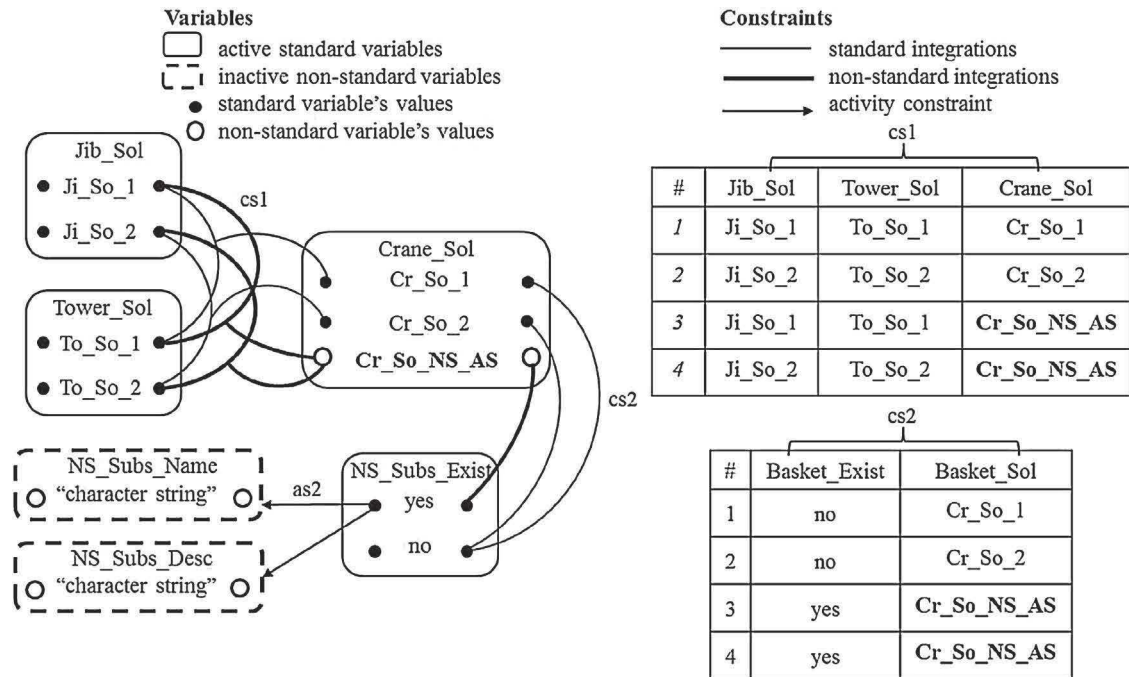 Variables
active standard variables
inactive non-standard variables
standard variable's values
non-standard variable's values
Constraints
standard integrations
non-standard integrations
activity constraint
Jib_Sol
Ji_So_1
Ji_So_2
cs1
Tower_Sol
To_So_1
To_So_2
Crane_Sol
Cr_So_1
Cr_So_2
Cr_So_NS_AS
cs2
NS_Subs_Name
"character string"
as2
NS_Subs_Desc
"character string"
NS_Subs_Exist
yes
no
cs1
# Jib_Sol Tower_Sol Crane_Sol
1 Ji_So_1 To_So_1 Cr_So_1
2 Ji_So_2 To_So_2 Cr_So_2
3 Ji_So_1 To_So_1 Cr_So_NS_AS
4 Ji_So_2 To_So_2 Cr_So_NS_AS
cs2
# Basket_Exist Basket_Sol
1 no Cr_So_1
2 no Cr_So_2
3 yes Cr_So_NS_AS
4 yes Cr_So_NS_AS